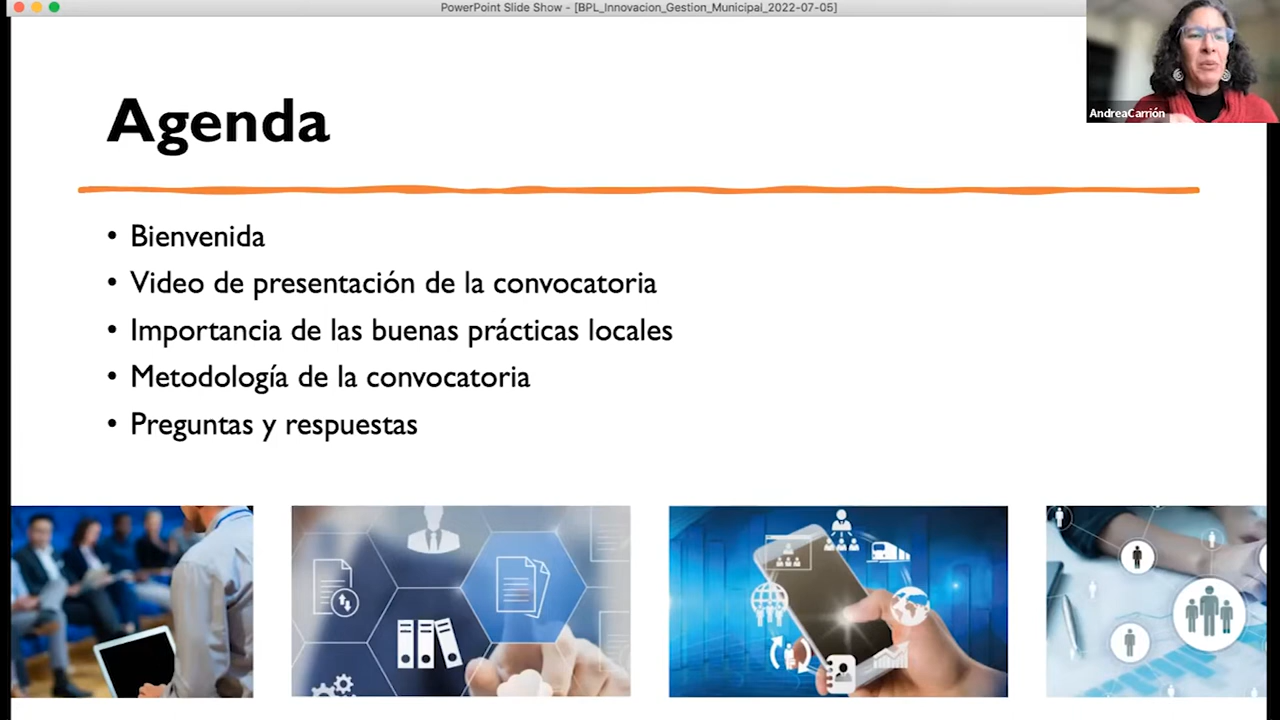 PowerPoint Slide Show - [BPL_Innovacion_Gestion_Municipal_2022-07-05]
AndreaCarrión
Agenda
• Bienvenida
• Video de presentación de la convocatoria
• Importancia de las buenas prácticas locales
• Metodología de la convocatoria
• Preguntas y respuestas